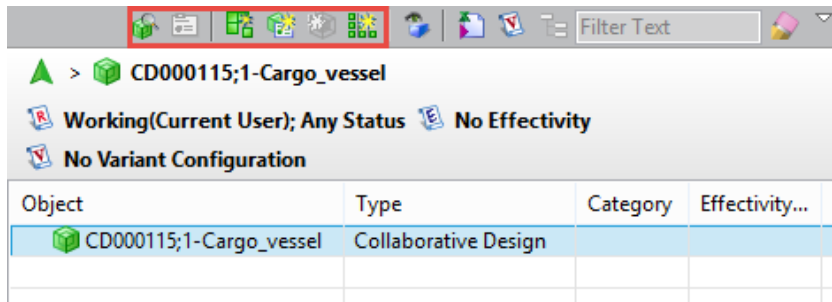 Filter Text
> CD000115;1-Cargo_vessel
Working(Current User); Any Status No Effectivity
No Variant Configuration
Object Type Category Effectivity...
CD000115;1-Cargo_vessel Collaborative Design